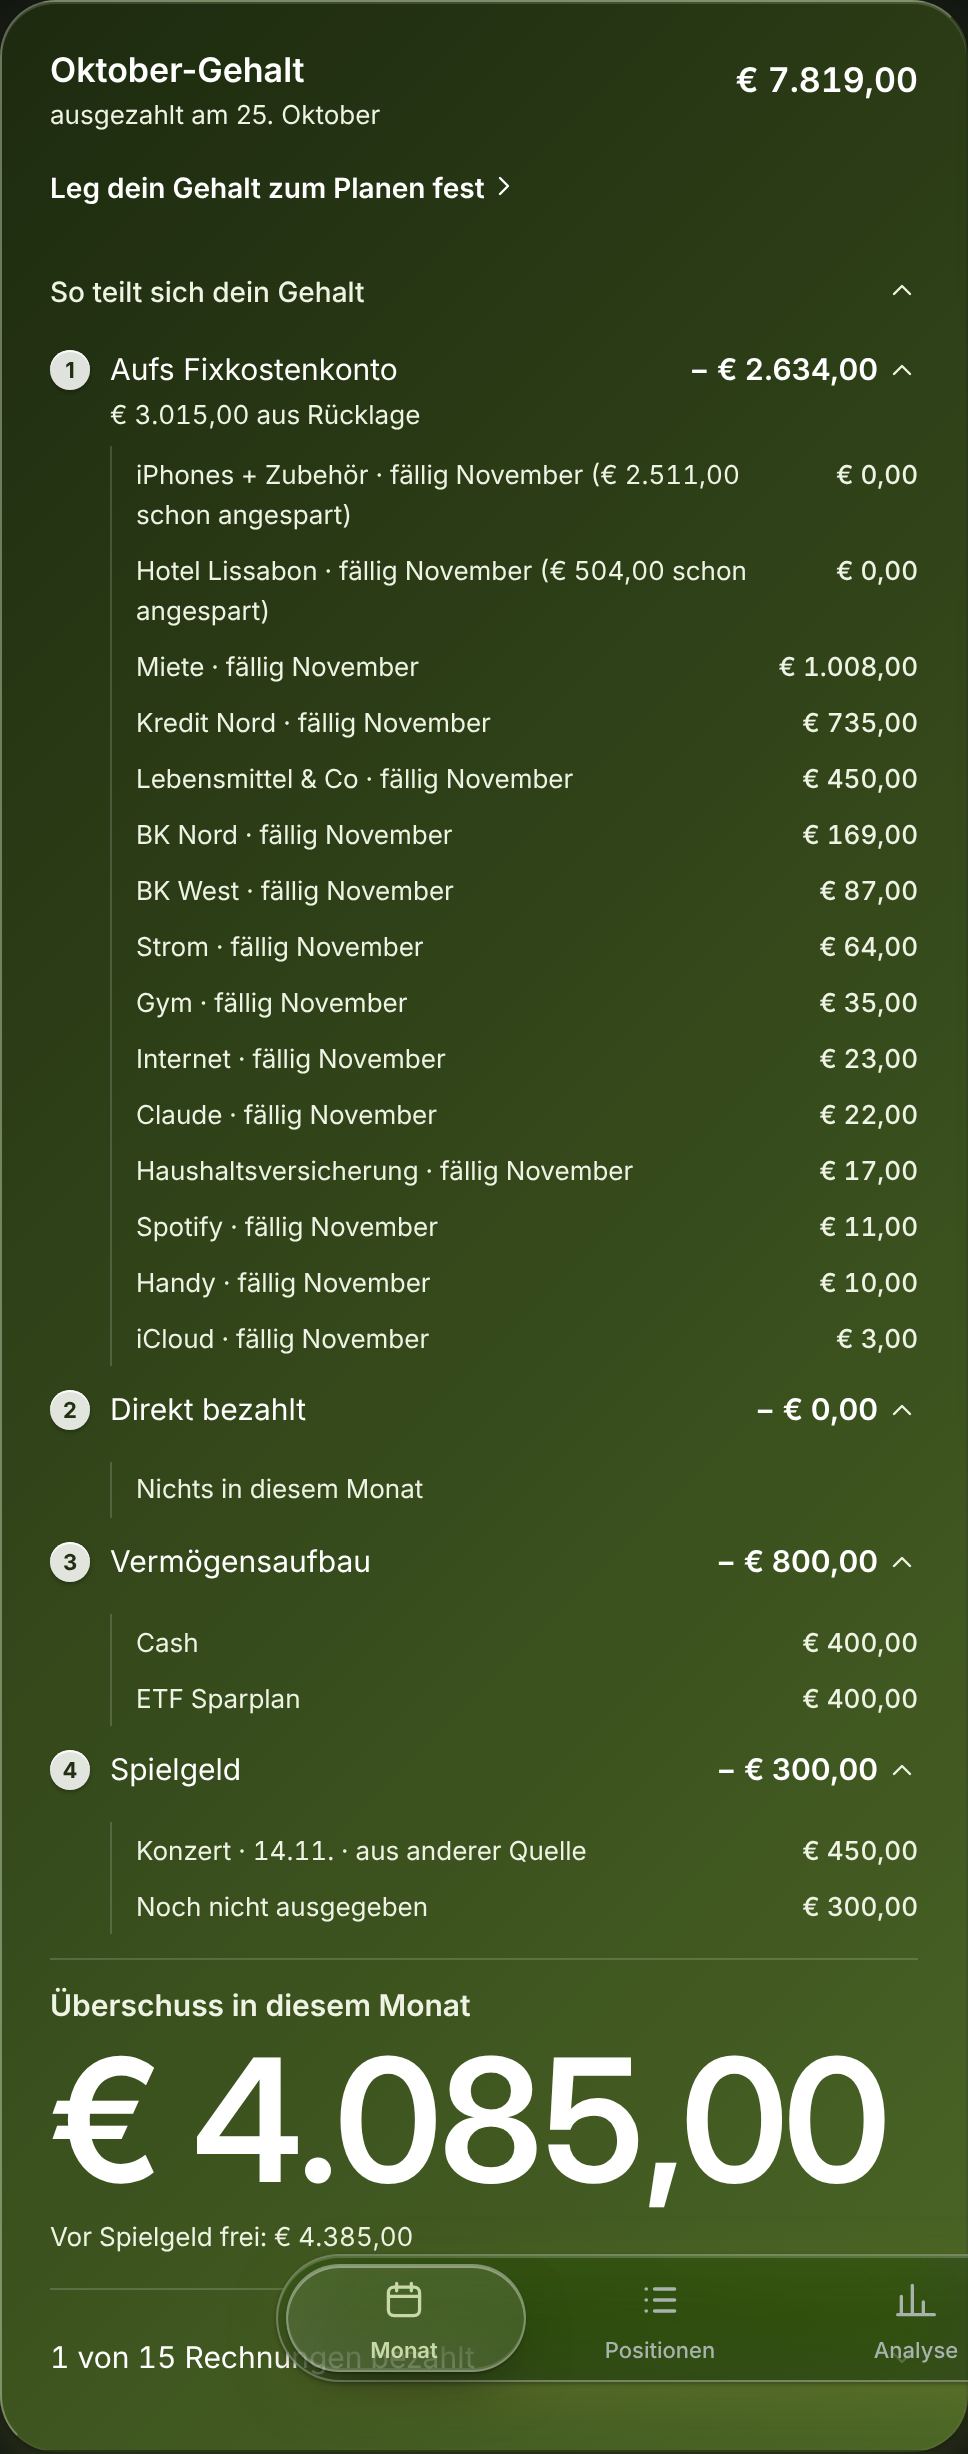 Oktober-Gehalt
€ 7.819,00
ausgezahlt am 25. Oktober
Leg dein Gehalt zum Planen fest
So teilt sich dein Gehalt
1 Aufs Fixkostenkonto – € 2.634,00
€ 3.015,00 aus Rücklage
iPhones + Zubehör · fällig November (€ 2.511,00 € 0,00
schon angespart)
Hotel Lissabon · fällig November (€ 504,00 schon € 0,00
angespart)
Miete · fällig November € 1.008,00
Kredit Nord · fällig November € 735,00
Lebensmittel & Co · fällig November € 450,00
BK Nord · fällig November € 169,00
BK West · fällig November € 87,00
Strom · fällig November € 64,00
Gym · fällig November € 35,00
Internet · fällig November € 23,00
Claude · fällig November € 22,00
Haushaltsversicherung · fällig November € 17,00
Spotify · fällig November € 11,00
Handy · fällig November € 10,00
iCloud · fällig November € 3,00
2 Direkt bezahlt – € 0,00
Nichts in diesem Monat
3 Vermögensaufbau – € 800,00
Cash € 400,00
ETF Sparplan € 400,00
4 Spielgeld – € 300,00
Konzert · 14.11. · aus anderer Quelle € 450,00
Noch nicht ausgegeben € 300,00
Überschuss in diesem Monat
€ 4.085,00
Vor Spielgeld frei: € 4.385,00
1 von 15 Rechnungen bezahlt
Monat Positionen Analyse